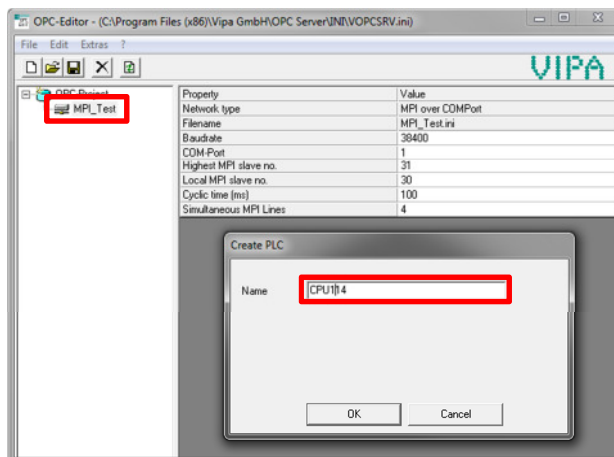 OPC-Editor - (C:\Program Files (x86)\Vipa GmbH\OPC Server\INI\VOPCSRV.ini)
File Edit Extras ?
VIPA
OPC Project
MPI_Test
Property Value
Network type MPI over COMPort
Filename MPI_Test.ini
Baudrate 38400
COM-Port 1
Highest MPI slave no. 31
Local MPI slave no. 30
Cyclic time (ms) 100
Simultaneous MPI Lines 4
Create PLC
Name CPU114
OK Cancel